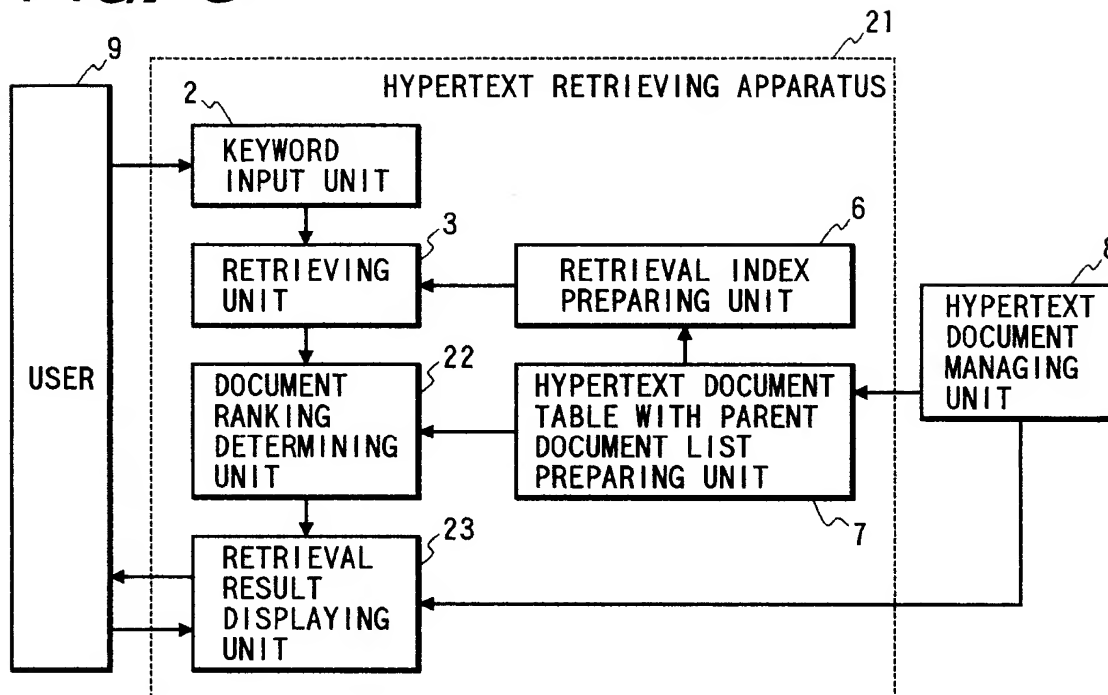 21
9
HYPERTEXT RETRIEVING APPARATUS
2
KEYWORD
INPUT UNIT
3
RETRIEVING
UNIT
6
RETRIEVAL INDEX
PREPARING UNIT
8
HYPERTEXT
DOCUMENT
MANAGING
UNIT
USER
22
DOCUMENT
RANKING
DETERMINING
UNIT
HYPERTEXT DOCUMENT
TABLE WITH PARENT
DOCUMENT LIST
PREPARING UNIT
7
23
RETRIEVAL
RESULT
DISPLAYING
UNIT